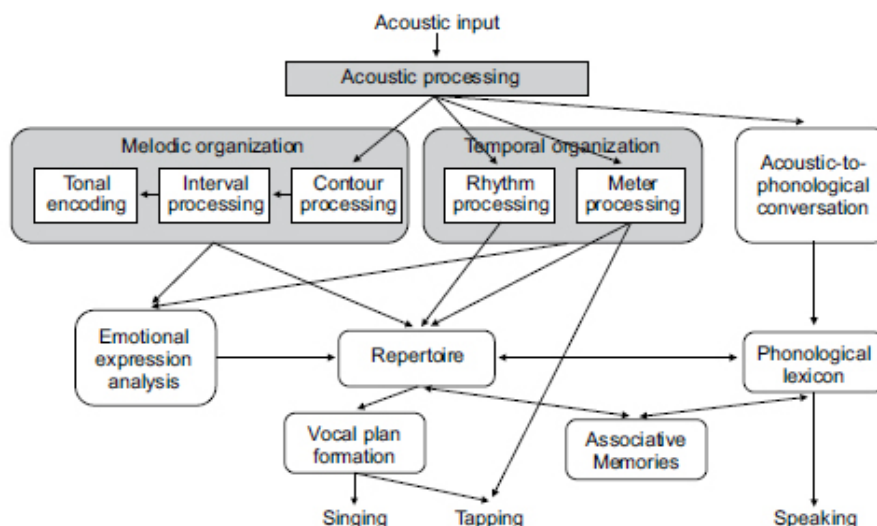 Acoustic input
Acoustic processing
Melodic organization
Temporal organization
Tonal
encoding
Interval
processing
Contour
processing
Rhythm
processing
Meter
processing
Acoustic-to-
phonological
conversation
Emotional
expression
analysis
Repertoire
Phonological
lexicon
Vocal plan
formation
Associative
Memories
Singing
Tapping
Speaking